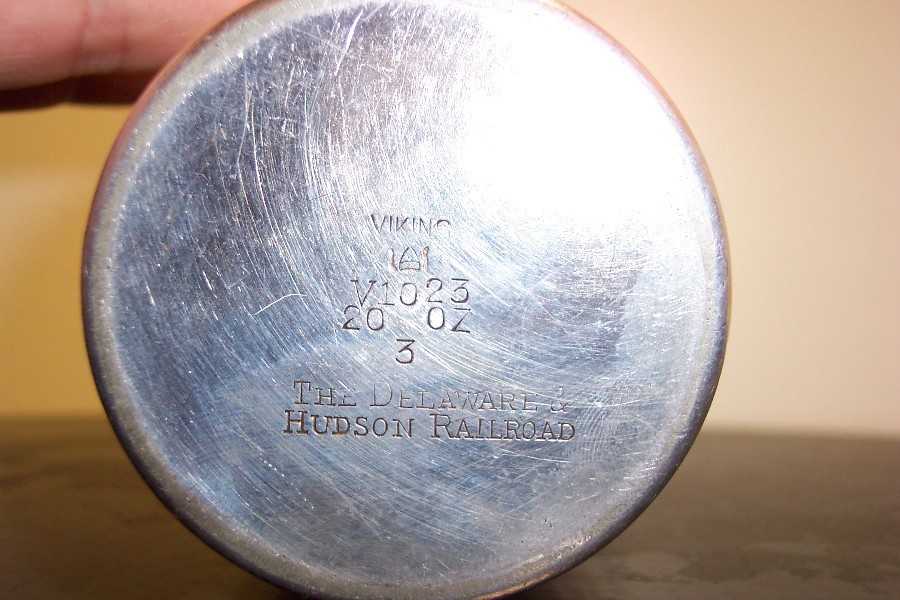 VIKING
V1023
20 OZ
3
THE DELAWARE &
HUDSON RAILROAD